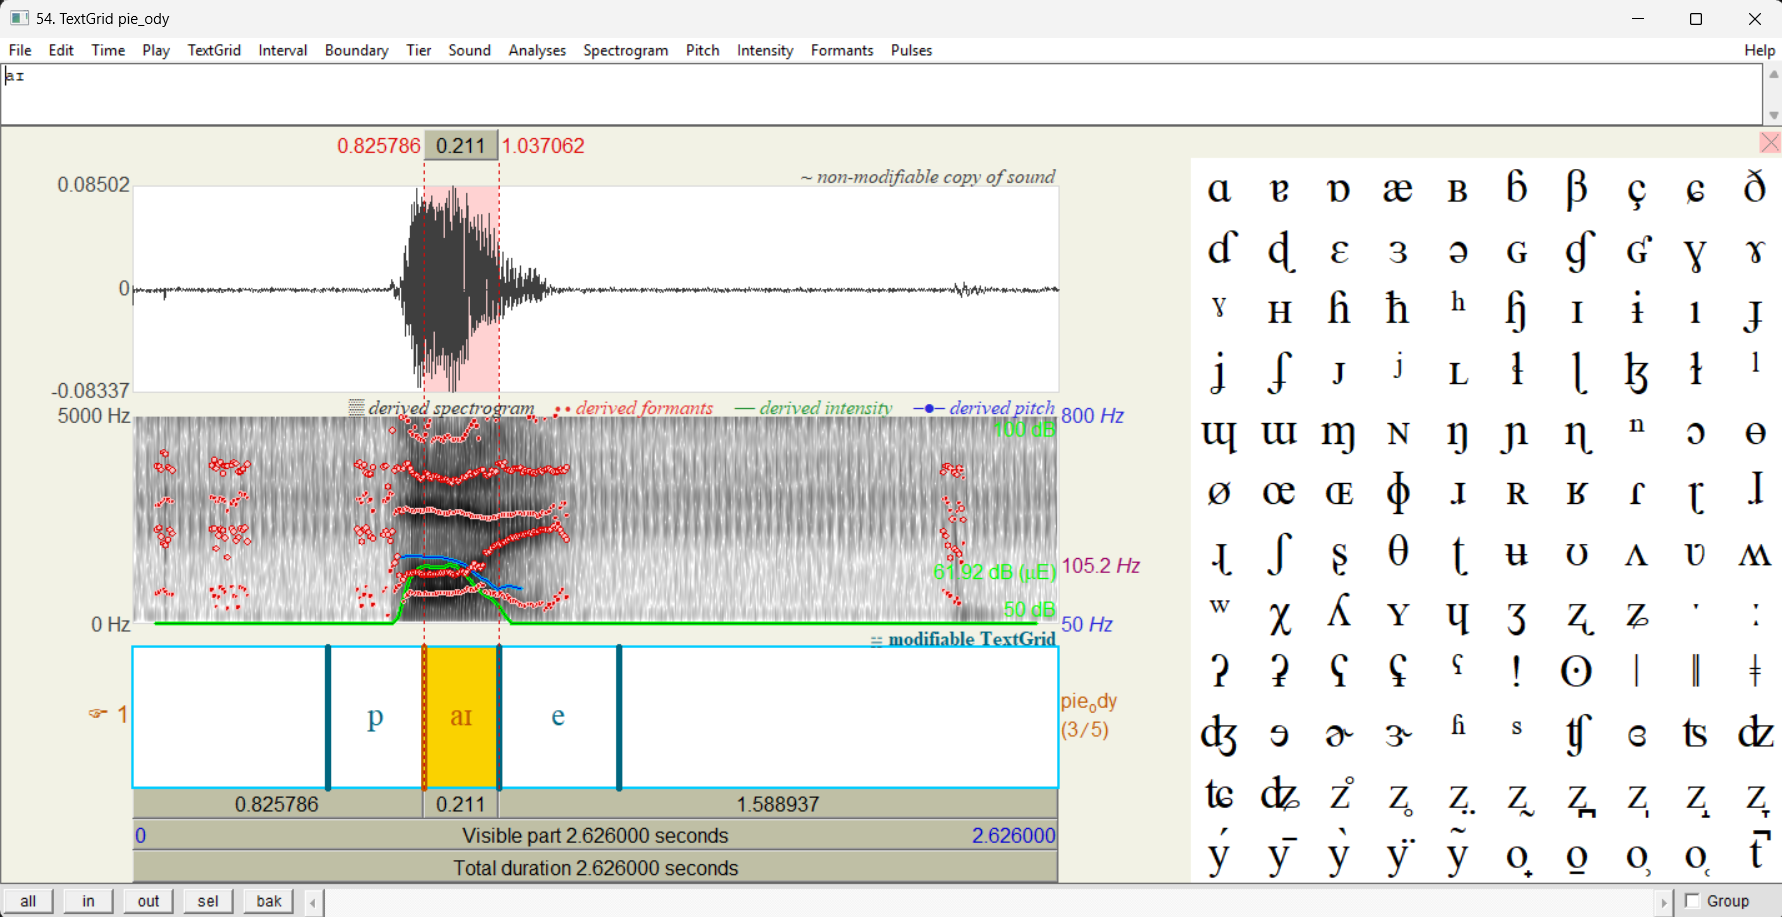 54. TextGrid pie_ody
File Edit Time Play TextGrid Interval Boundary Tier Sound Analyses Spectrogram Pitch Intensity Formants Pulses Help
aɪ
0.825786 0.211 1.037062
~ non-modifiable copy of sound
0.08502
0
-0.08337
derived spectrogram derived formants derived intensity derived pitch
5000 Hz 800 Hz
100 dB
61.92 dB (µE) 105.2 Hz
50 dB
0 Hz 50 Hz
modifiable TextGrid
☞ 1 p aɪ e pieₒdy
(3/5)
0.825786 0.211 1.588937
0 Visible part 2.626000 seconds 2.626000
Total duration 2.626000 seconds
all in out sel bak Group
ɑ ɐ ɒ æ ʙ ɓ β ç ɕ ð
ɗ ɖ ɛ ɜ ə ɢ ɠ ʛ ɣ ɤ
ˠ ʜ ɦ ħ ʰ ɧ ɪ ɨ ı ɟ
ʝ ʄ ᴊ ʲ ʟ ɫ ɭ ɮ ɬ ˡ
ɰ ɯ ɱ ɴ ŋ ɲ ɳ ⁿ ɔ ɵ
ø œ ɶ ɸ ɹ ʀ ʁ ɾ ɽ ɺ
ɻ ʃ ʂ θ ʈ ʉ ʊ ʌ ʋ ʍ
ʷ χ ʎ ʏ ɥ ʒ ʐ ʑ ˑ ː
ʔ ʡ ʕ ʢ ˤ ǃ ʘ ǀ ǁ ǂ
ʤ ɘ ɚ ɝ ʱ ˢ ʧ ɞ ʦ ʣ
ʨ ʥ z̊ z̥ z̤ z̰ z̪ z̩ z̟ z̞
ý ȳ ỳ ÿ ỹ o̟ o̠ o̹ o̜ t̚